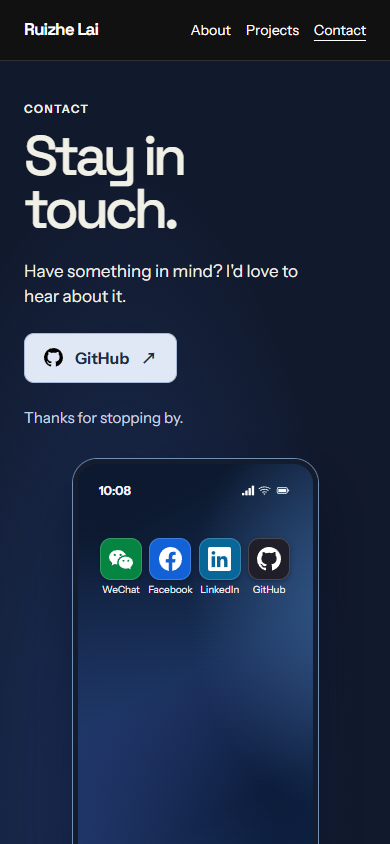 Ruizhe Lai
About Projects Contact
CONTACT
Stay in
touch.
Have something in mind? I'd love to
hear about it.
GitHub ↗
Thanks for stopping by.
10:08
WeChat Facebook LinkedIn GitHub